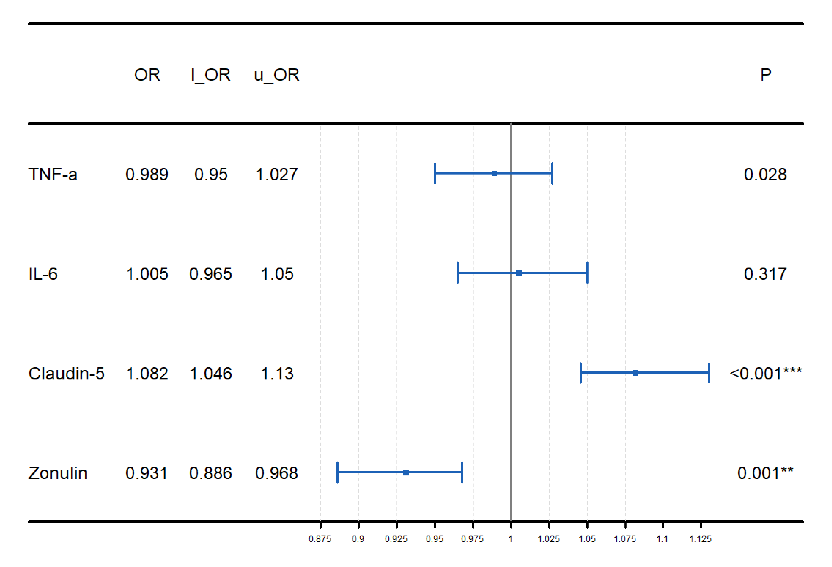 OR l_OR u_OR P
TNF-a 0.989 0.95 1.027 0.028
IL-6 1.005 0.965 1.05 0.317
Claudin-5 1.082 1.046 1.13 <0.001***
Zonulin 0.931 0.886 0.968 0.001**
0.875 0.9 0.925 0.95 0.975 1 1.025 1.05 1.075 1.1 1.125